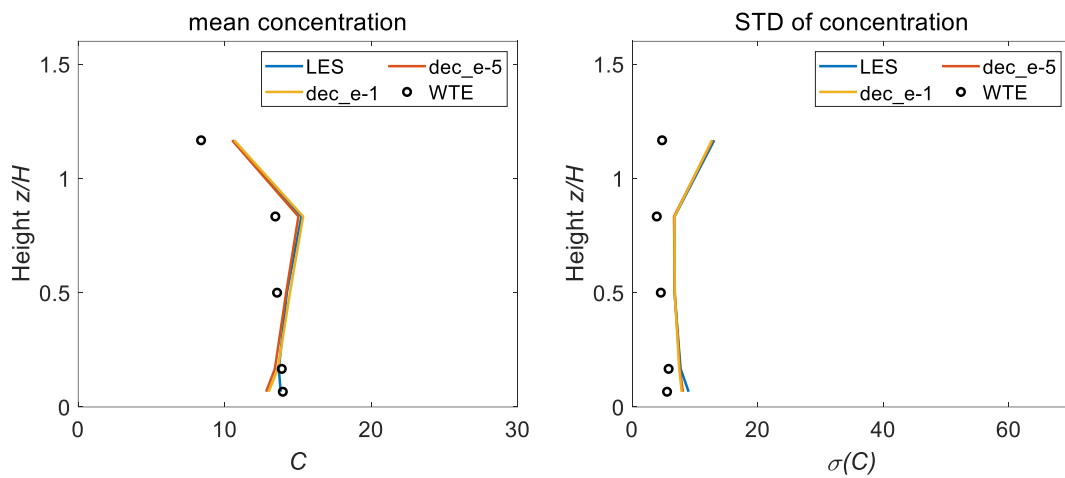 mean concentration
LES
dec_e-5
dec_e-1
WTE
1.5
1
0.5
0
Height z/H
0
10
20
30
C
STD of concentration
LES
dec_e-5
dec_e-1
WTE
1.5
1
0.5
0
Height z/H
0
20
40
60
σ(C)